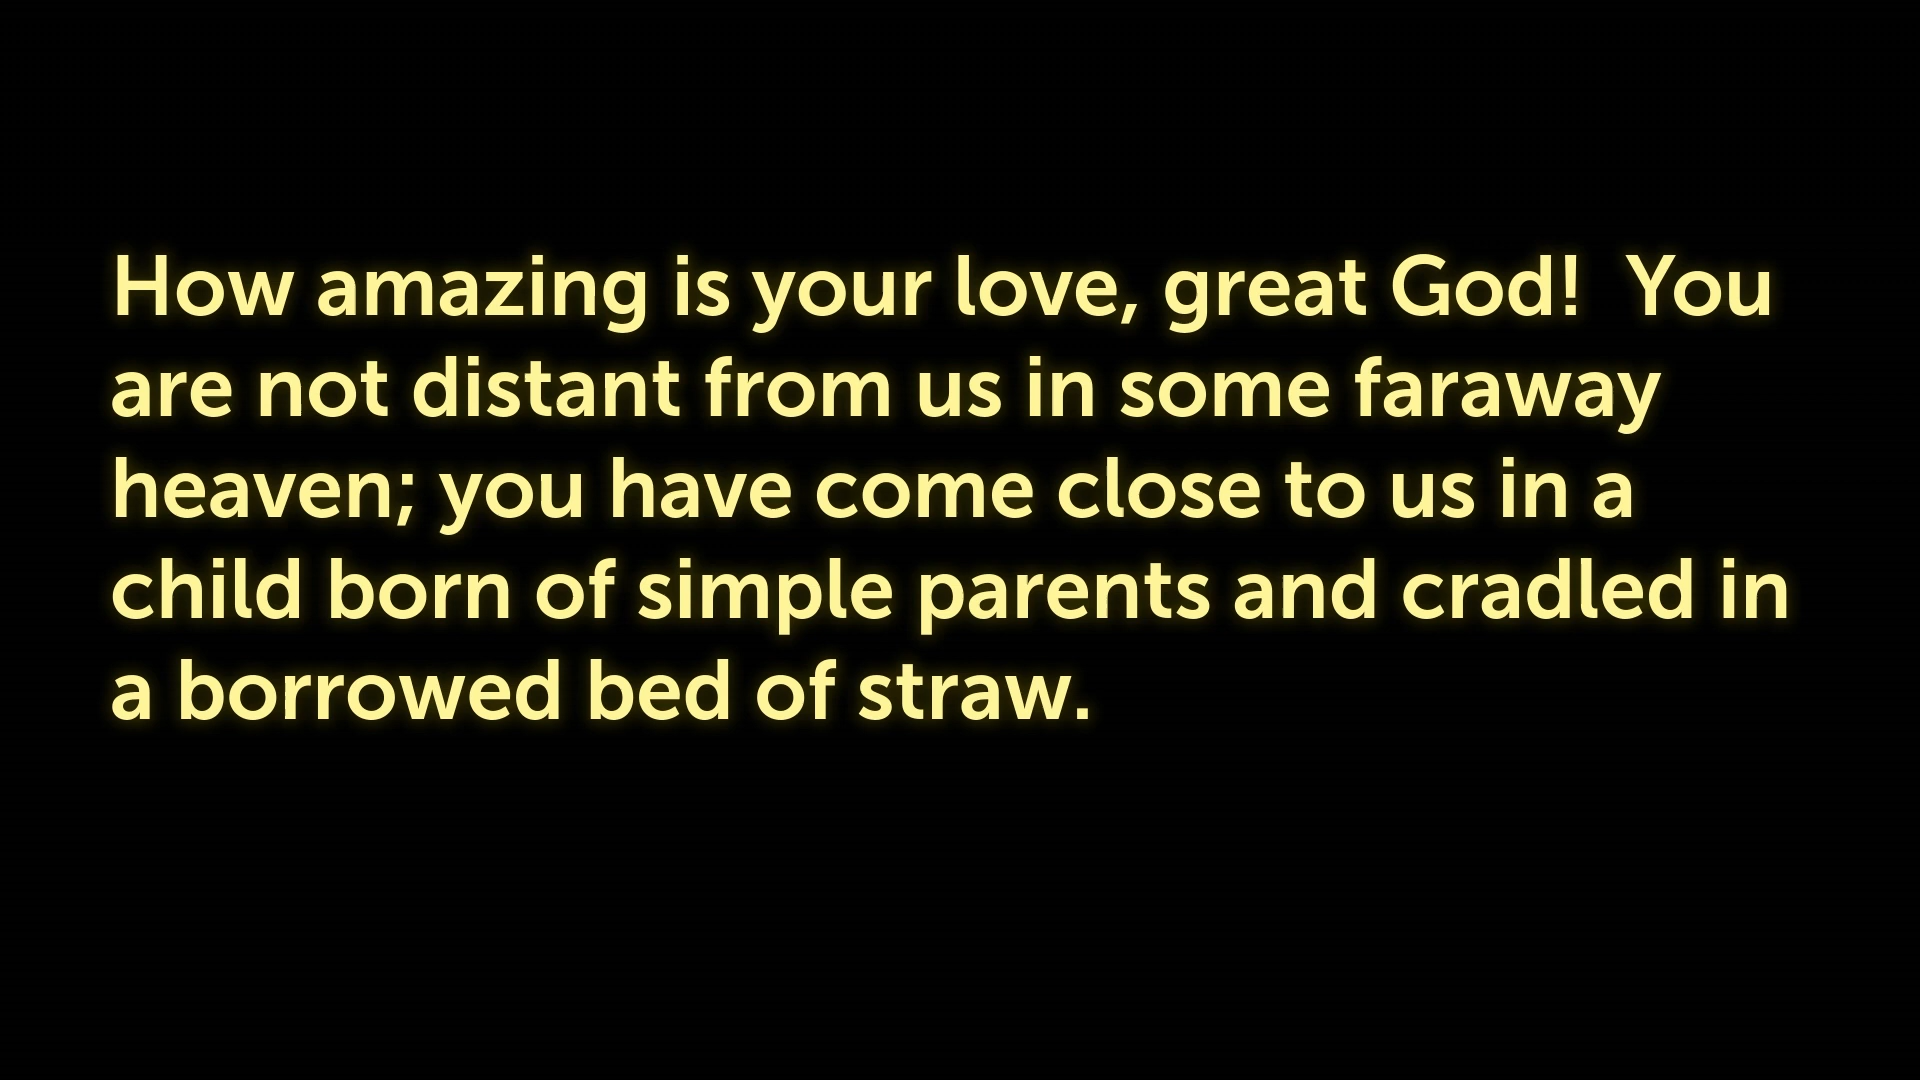 How amazing is your love, great God!  You
are not distant from us in some faraway
heaven; you have come close to us in a
child born of simple parents and cradled in
a borrowed bed of straw.